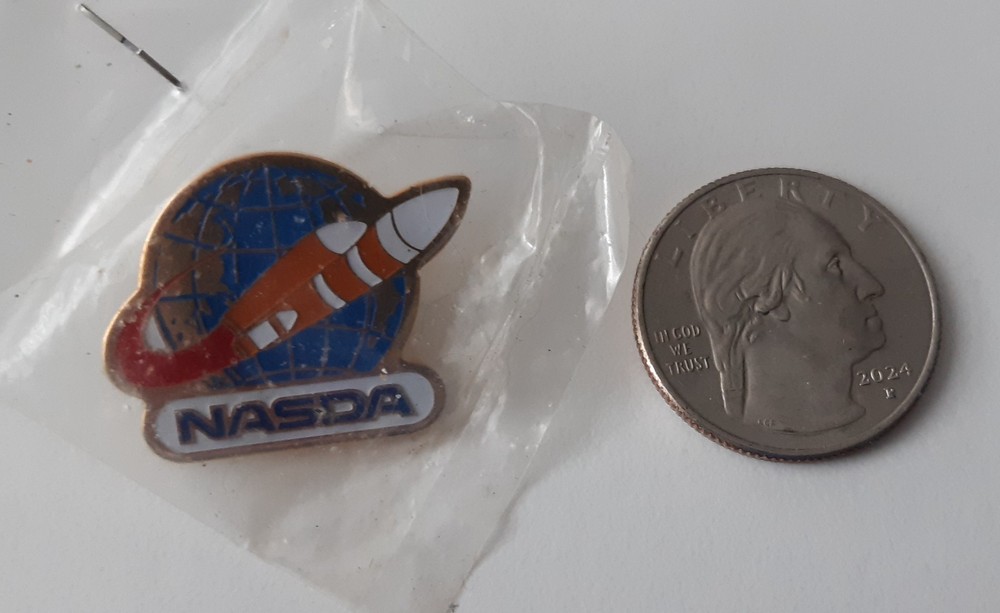 NASDA
LIBERTY
IN GOD
WE
TRUST
2024
P